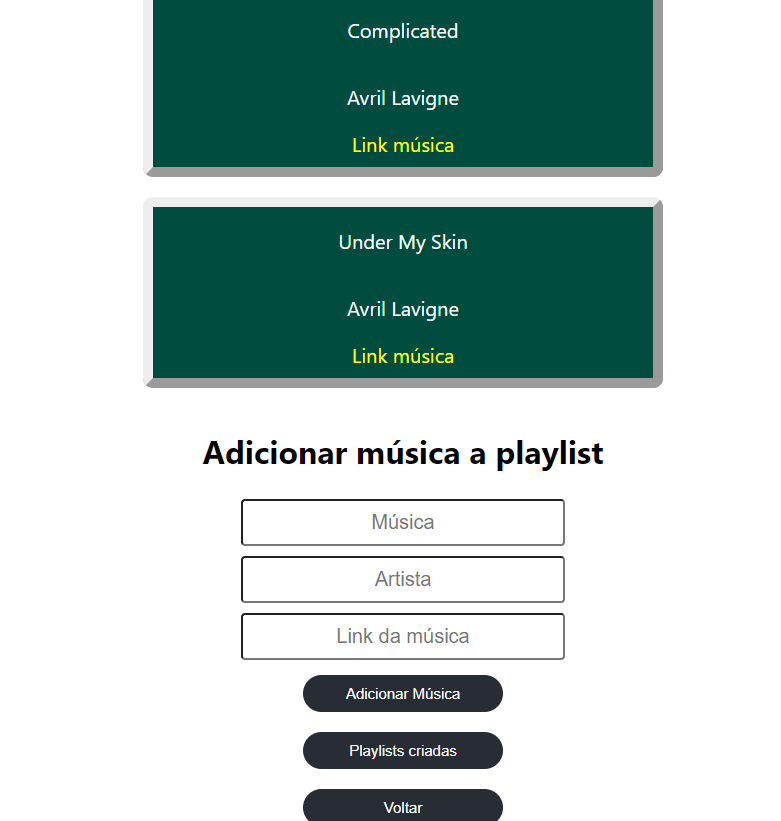 Complicated
Avril Lavigne
Link música
Under My Skin
Avril Lavigne
Link música
Adicionar música a playlist
Música
Artista
Link da música
Adicionar Música
Playlists criadas
Voltar